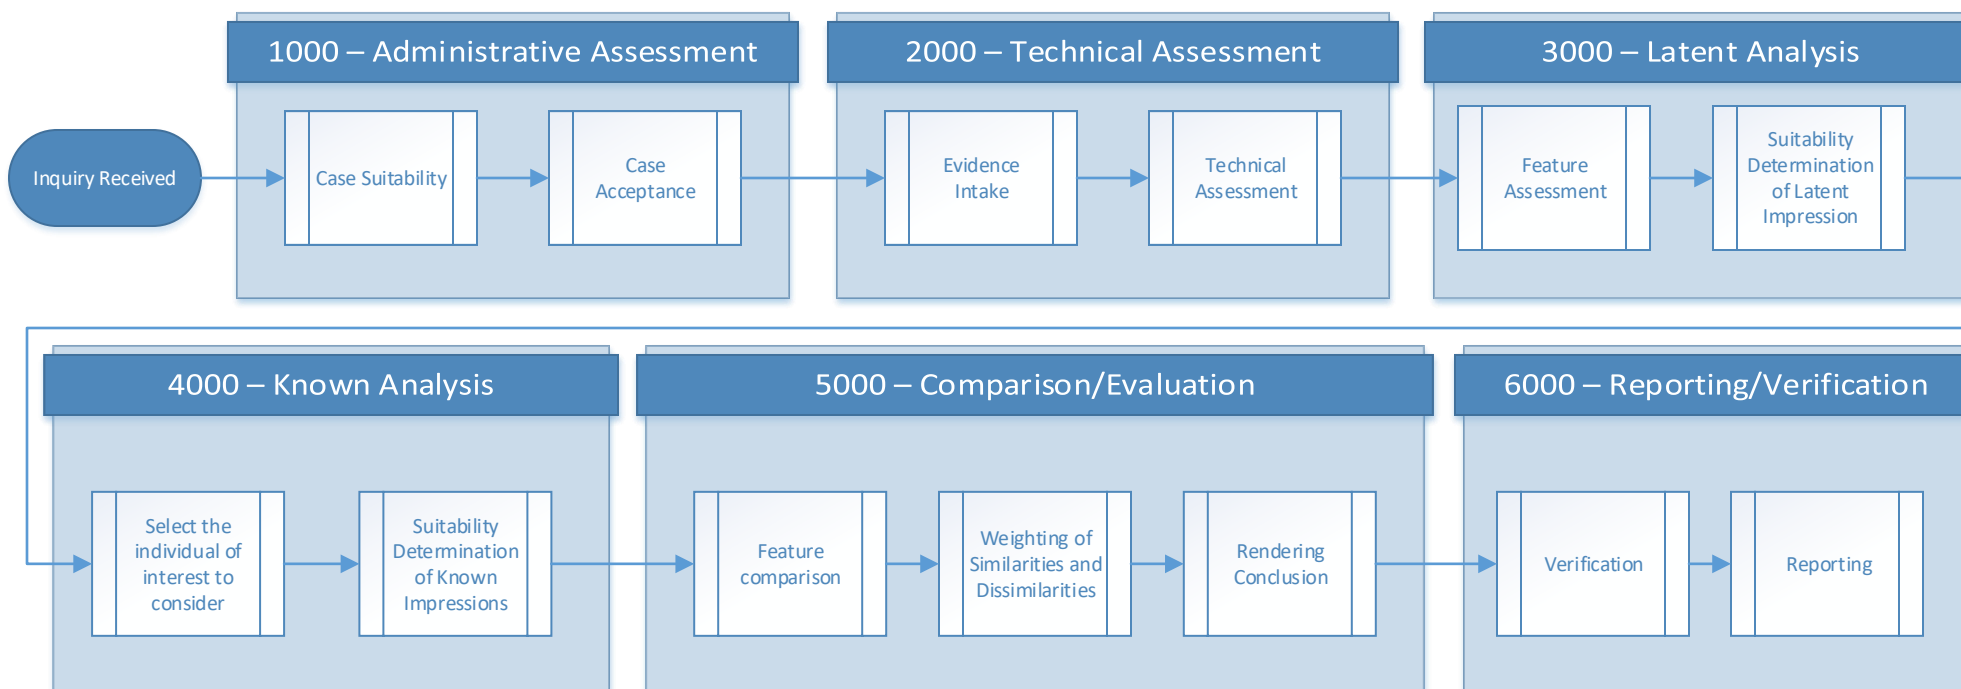 1000 – Administrative Assessment
2000 – Technical Assessment
3000 – Latent Analysis
Inquiry Received
Case Suitability
Case
Acceptance
Evidence
Intake
Technical
Assessment
Feature
Assessment
Suitability
Determination
of Latent
Impression
4000 – Known Analysis
5000 – Comparison/Evaluation
6000 – Reporting/Verification
Select the
individual of
interest to
consider
Suitability
Determination
of Known
Impressions
Feature
comparison
Weighting of
Similarities and
Dissimilarities
Rendering
Conclusion
Verification
Reporting